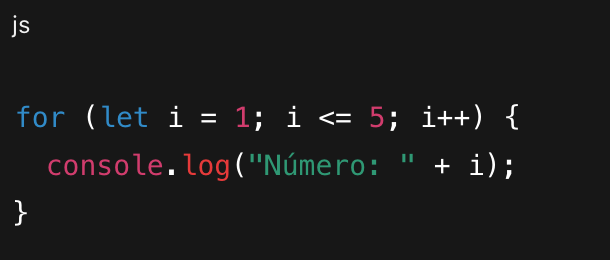 js
for (let i = 1; i <= 5; i++) {
  console.log("Número: " + i);
}